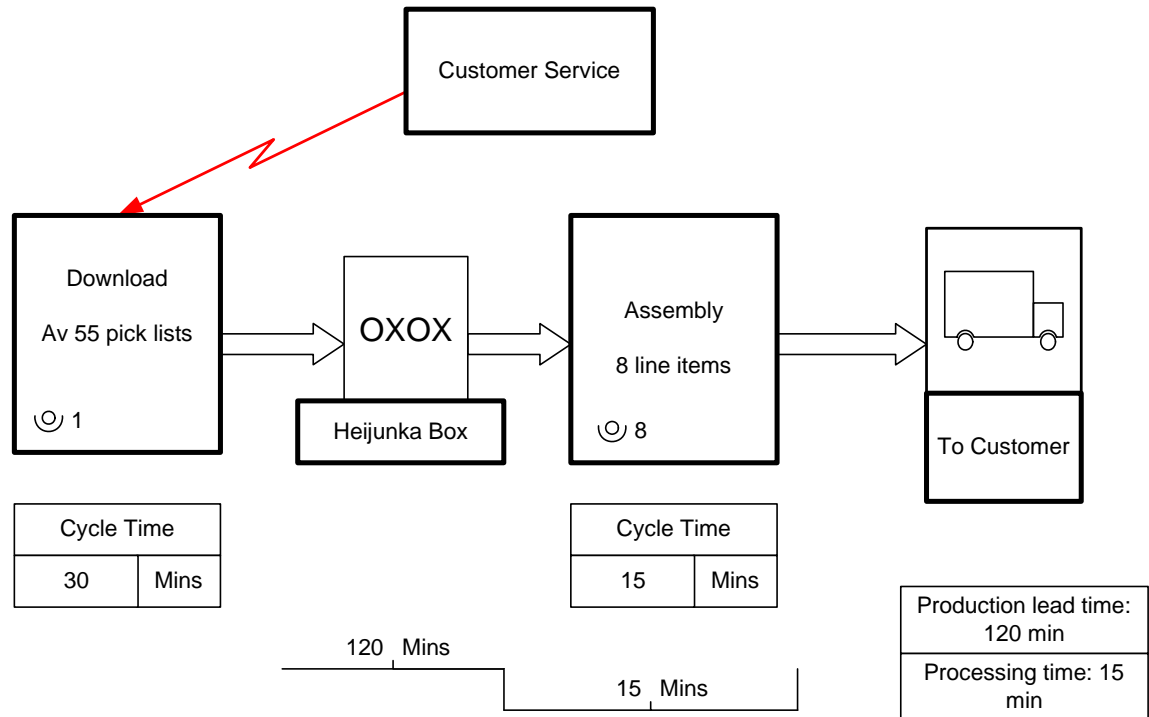 Customer Service
Download
Av 55 pick lists
1
OXOX
Heijunka Box
Assembly
8 line items
8
To Customer
Cycle Time
30 Mins
Cycle Time
15 Mins
120 Mins
15 Mins
Production lead time:
120 min
Processing time: 15
min